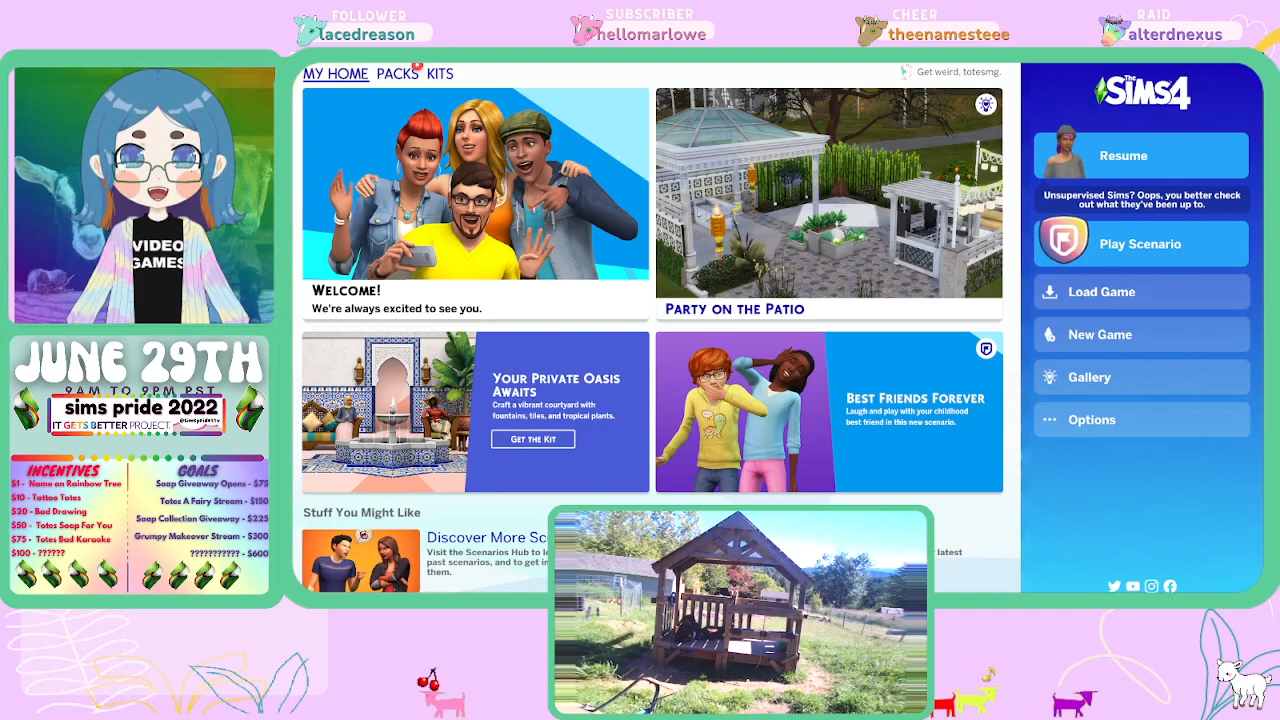 FOLLOWER
lacedreason
SUBSCRIBER
hellomarlowe
CHEER
theenamesteee
RAID
alterdnexus
VIDEO
GAMES
JUNE 29TH
9AM TO 9PM PST
sims pride 2022
IT GETS BETTER PROJECT.
@simspridettv
INCENTIVES
$1 - Name on Rainbow Tree
$10 - Tattoo Totes
$20 - Bad Drawing
$50 - Totes Soap For You
$75 - Totes Bad Karaoke
$100 - ??????
GOALS
Soap Giveaway Opens - $75
Totes A Fairy Stream - $150
Soap Collection Giveaway - $225
Grumpy Makeover Stream - $300
??????????? - $600
MY HOME PACKS KITS
Get weird, totesmg.
WELCOME!
We're always excited to see you.
PARTY ON THE PATIO
YOUR PRIVATE OASIS
AWAITS
Craft a vibrant courtyard with
fountains, tiles, and tropical plants.
GET THE KIT
BEST FRIENDS FOREVER
Laugh and play with your childhood
best friend in this new scenario.
Stuff You Might Like
Discover More Sc
Visit the Scenarios Hub to le
past scenarios, and to get in
them.
latest
THE SIMS 4
Resume
Unsupervised Sims? Oops, you better check
out what they've been up to.
Play Scenario
Load Game
New Game
Gallery
Options